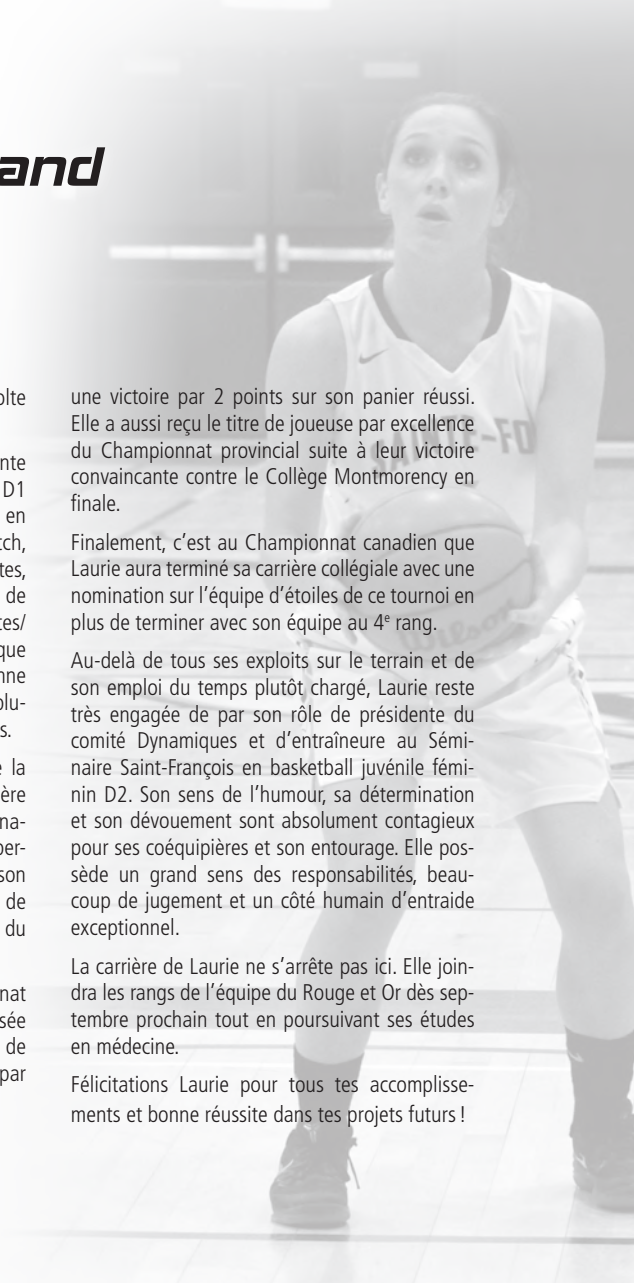 and
olte
nte
D1
en
tch,
tes,
de
ces/
que
nne
olu-
s.
e la
ère
na-
per-
son
de
du
nat
sée
de
par
une victoire par 2 points sur son panier réussi.
Elle a aussi reçu le titre de joueuse par excellence
du Championnat provincial suite à leur victoire
convaincante contre le Collège Montmorency en
finale.
Finalement, c’est au Championnat canadien que
Laurie aura terminé sa carrière collégiale avec une
nomination sur l’équipe d’étoiles de ce tournoi en
plus de terminer avec son équipe au 4e rang.
Au-delà de tous ses exploits sur le terrain et de
son emploi du temps plutôt chargé, Laurie reste
très engagée de par son rôle de présidente du
comité Dynamiques et d’entraîneure au Sémi-
naire Saint-François en basketball juvénile fémi-
nin D2. Son sens de l’humour, sa détermination
et son dévouement sont absolument contagieux
pour ses coéquipières et son entourage. Elle pos-
sède un grand sens des responsabilités, beau-
coup de jugement et un côté humain d’entraide
exceptionnel.
La carrière de Laurie ne s’arrête pas ici. Elle join-
dra les rangs de l’équipe du Rouge et Or dès sep-
tembre prochain tout en poursuivant ses études
en médecine.
Félicitations Laurie pour tous tes accomplisse-
ments et bonne réussite dans tes projets futurs !
SAINTE-FO
Wilson